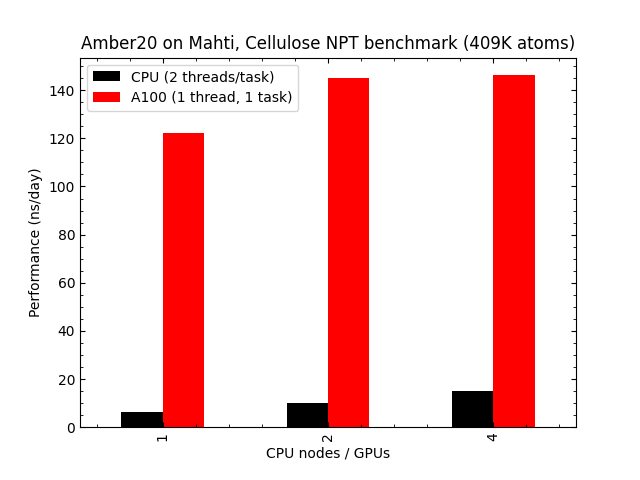 Amber20 on Mahti, Cellulose NPT benchmark (409K atoms)
CPU (2 threads/task)
A100 (1 thread, 1 task)
Performance (ns/day)
140
120
100
80
60
40
20
0
1
2
4
CPU nodes / GPUs